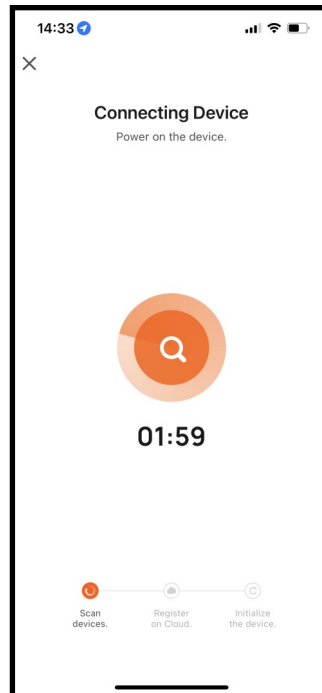 14:33
Connecting Device
Power on the device.
01:59
Scan
devices.
Register
on Cloud.
Initialize
the device.